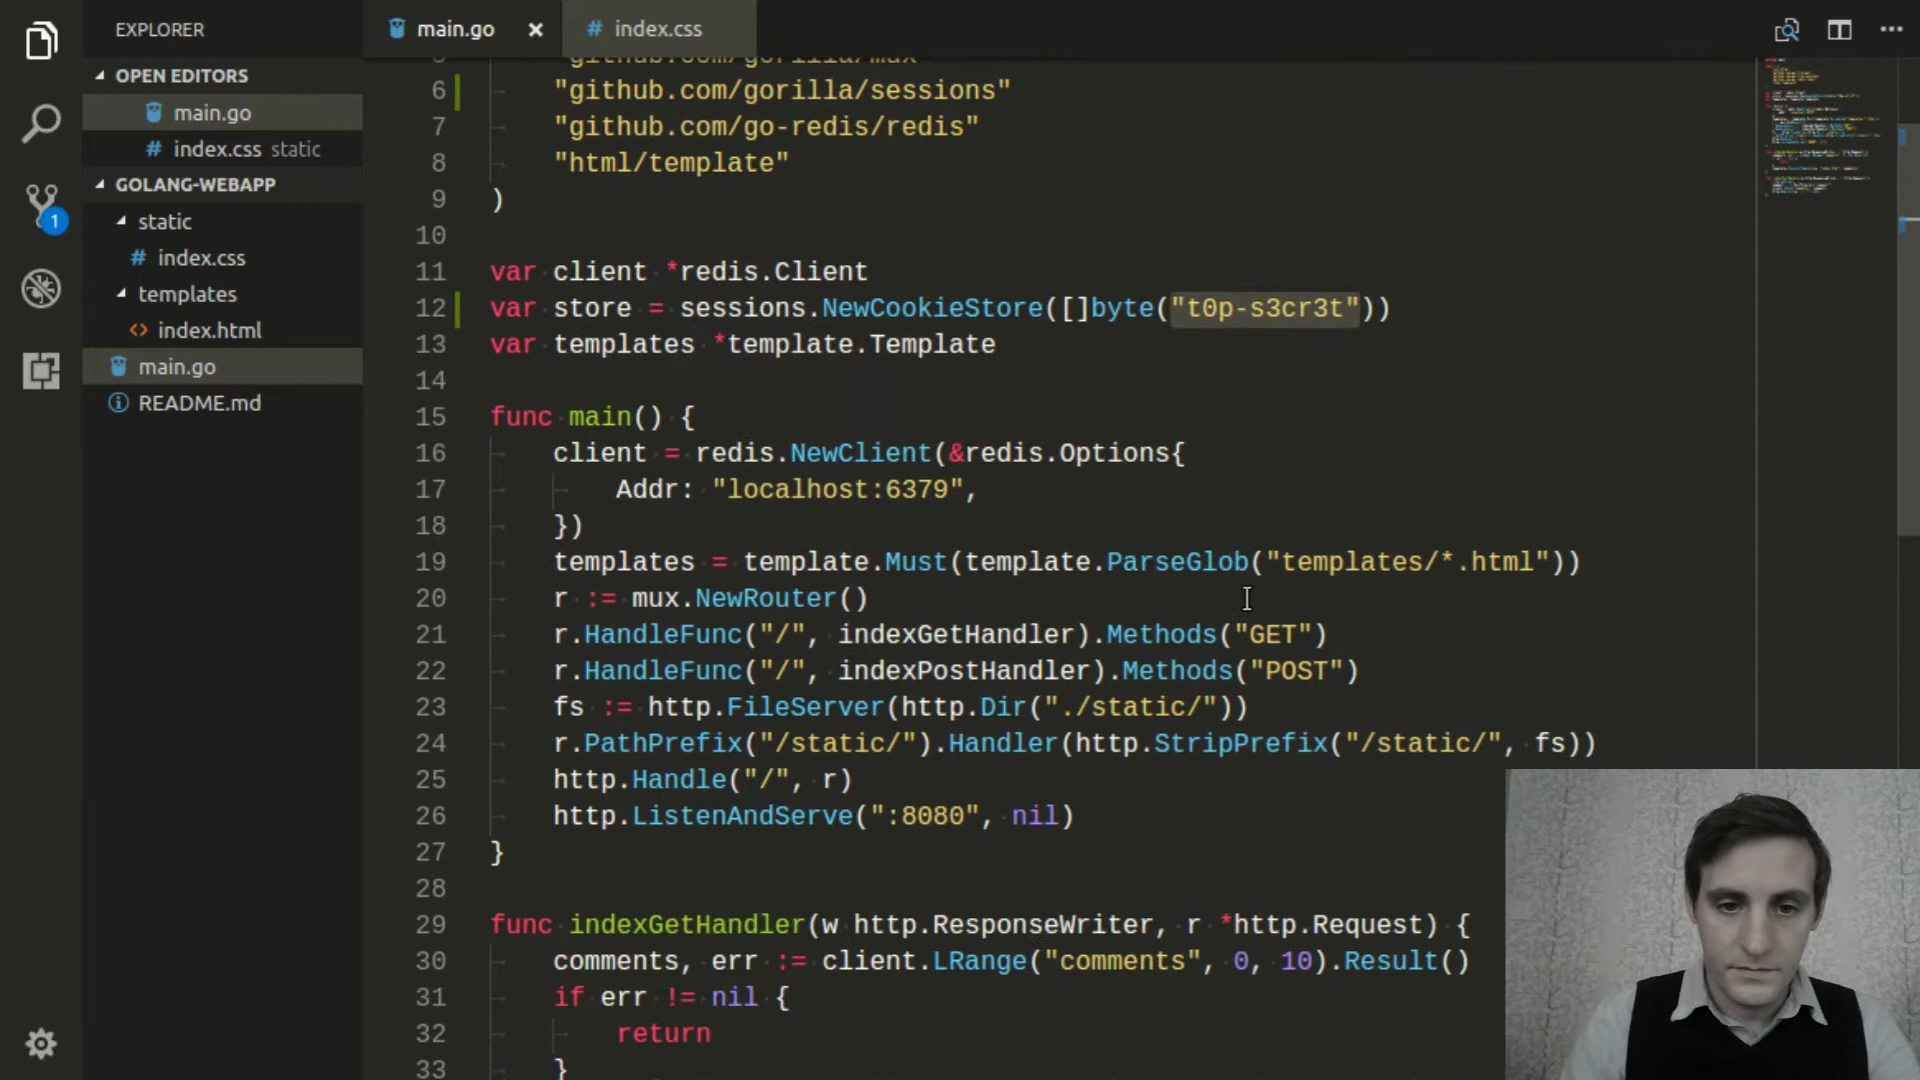 EXPLORER
OPEN EDITORS
main.go
index.css static
GOLANG-WEBAPP
static
index.css
templates
index.html
main.go
README.md
1
main.go ×
# index.css
5 "github.com/gorilla/mux"
6 "github.com/gorilla/sessions"
7 "github.com/go-redis/redis"
8 "html/template"
9 )
10
11 var client *redis.Client
12 var store = sessions.NewCookieStore([]byte("t0p-s3cr3t"))
13 var templates *template.Template
14
15 func main() {
16 client = redis.NewClient(&redis.Options{
17 Addr: "localhost:6379",
18 })
19 templates = template.Must(template.ParseGlob("templates/*.html"))
20 r := mux.NewRouter()
21 r.HandleFunc("/", indexGetHandler).Methods("GET")
22 r.HandleFunc("/", indexPostHandler).Methods("POST")
23 fs := http.FileServer(http.Dir("./static/"))
24 r.PathPrefix("/static/").Handler(http.StripPrefix("/static/", fs))
25 http.Handle("/", r)
26 http.ListenAndServe(":8080", nil)
27 }
28
29 func indexGetHandler(w http.ResponseWriter, r *http.Request) {
30 comments, err := client.LRange("comments", 0, 10).Result()
31 if err != nil {
32 return
33 }